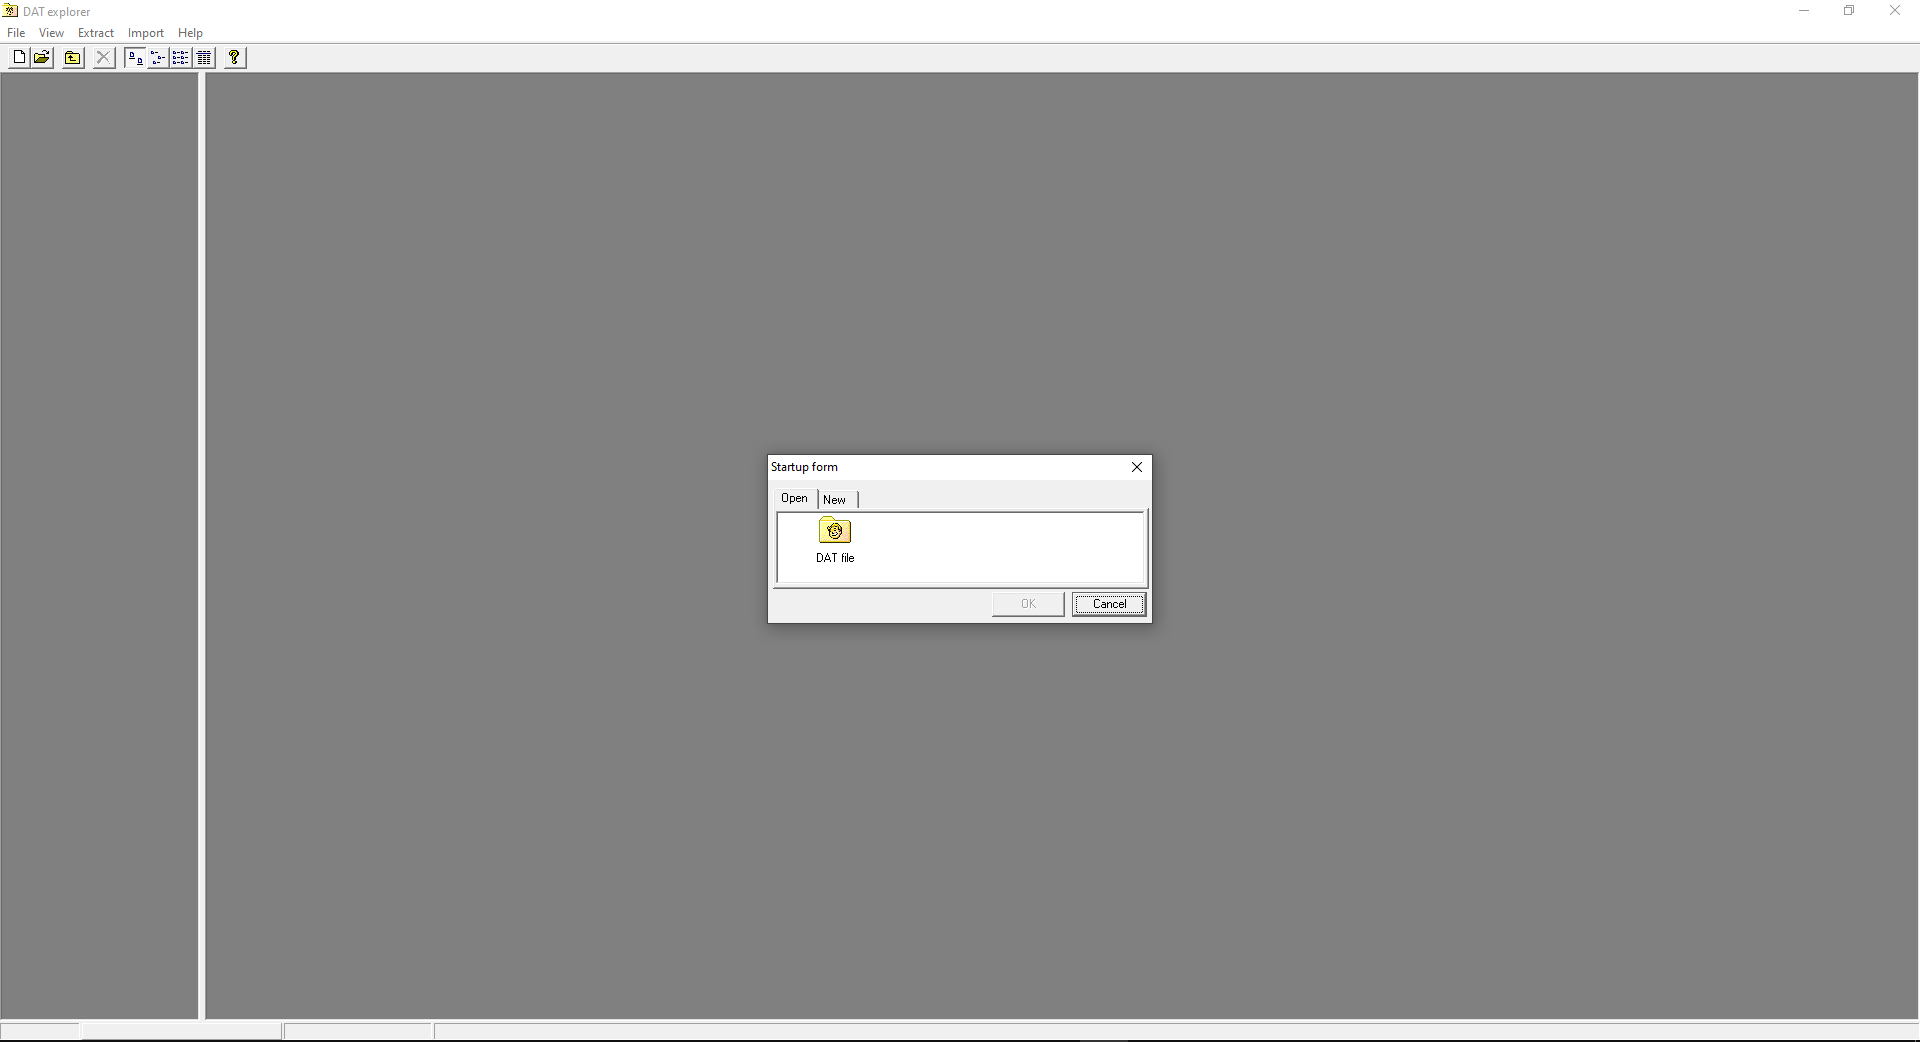 DAT explorer
File View Extract Import Help
Startup form
Open New
DAT file
OK Cancel